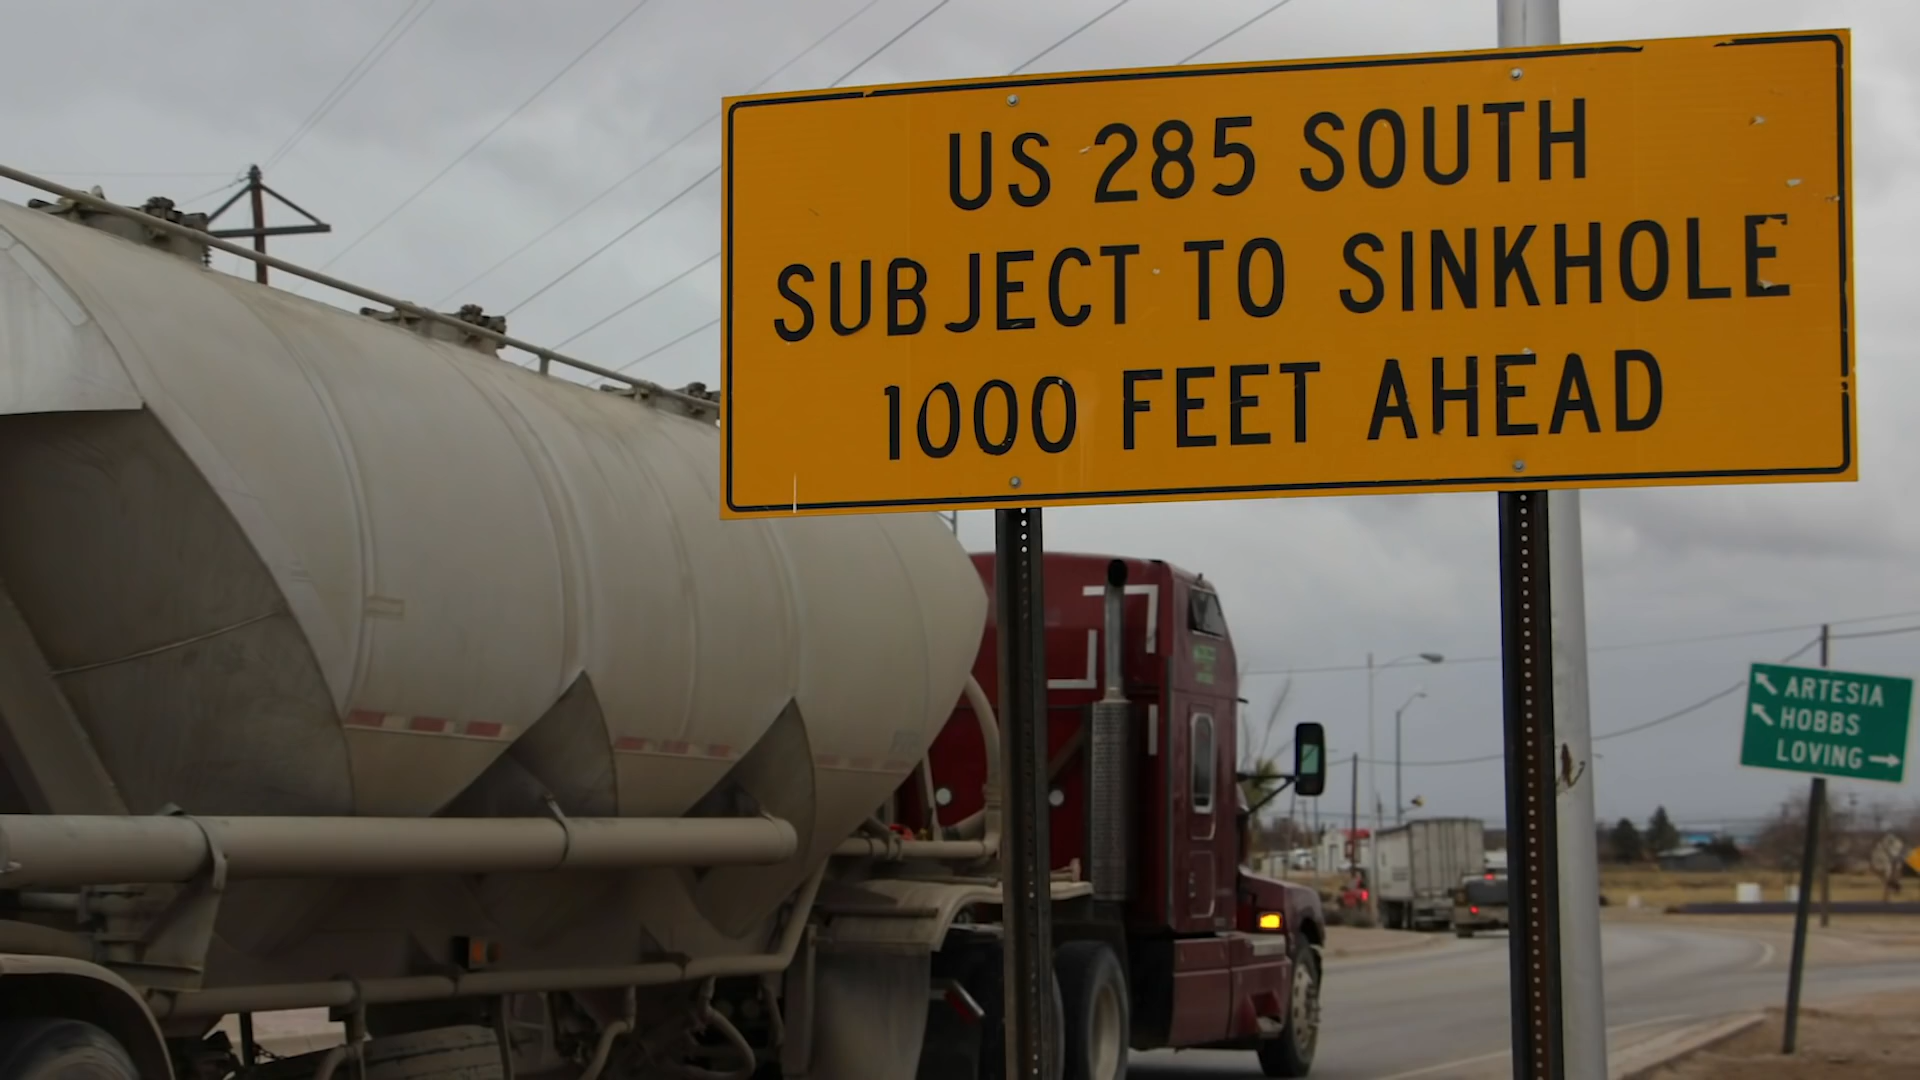 US 285 SOUTH
SUBJECT TO SINKHOLE
1000 FEET AHEAD
ARTESIA
HOBBS
LOVING